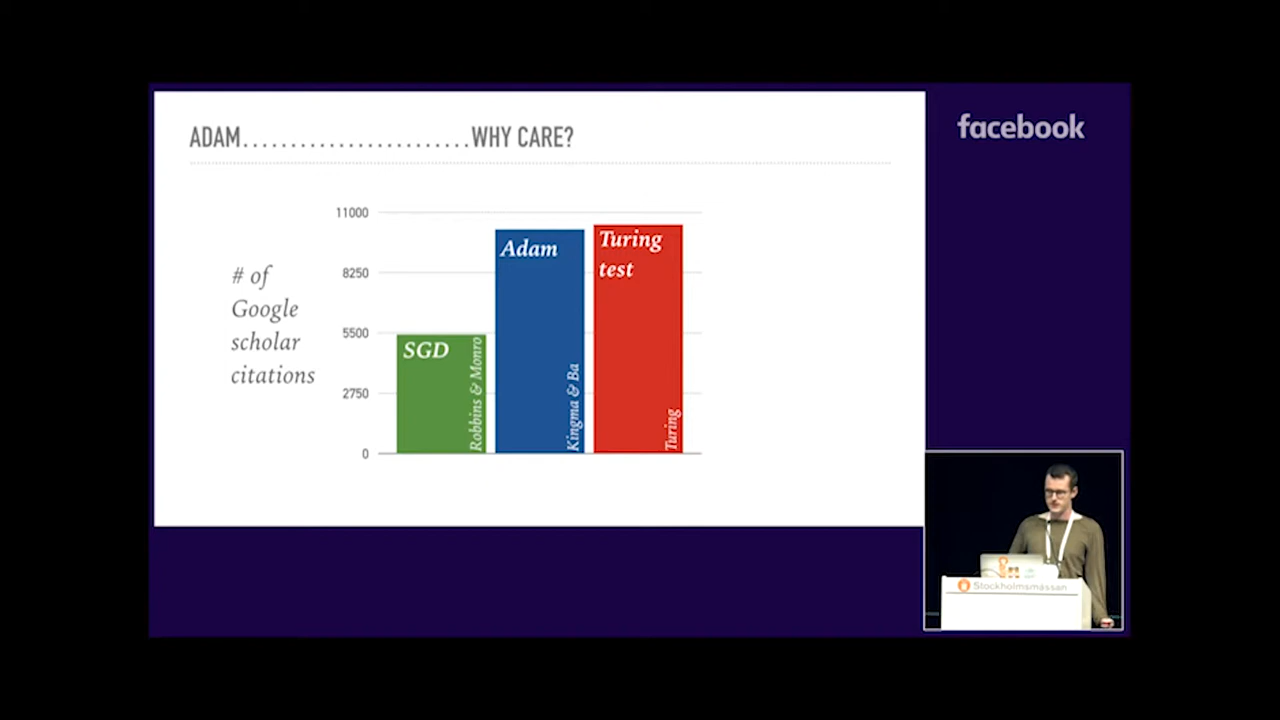 ADAM........................WHY CARE?
facebook
# of
Google
scholar
citations
11000
8250
5500
2750
0
SGD
Robbins & Monro
Adam
Kingma & Ba
Turing
test
Turing
Stockholmsmässan